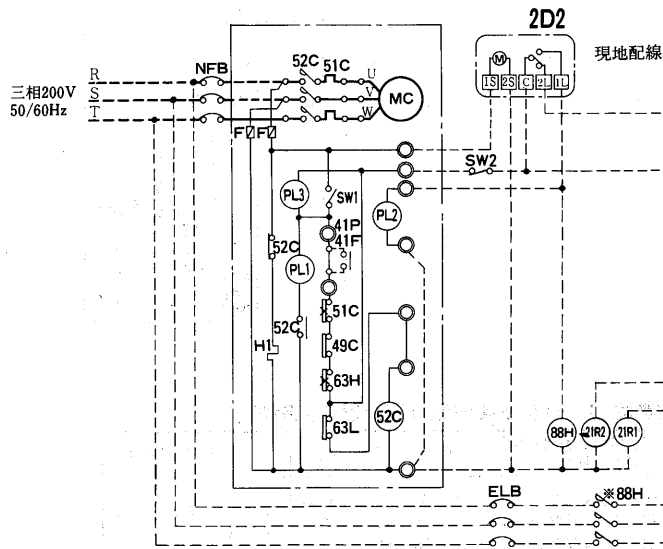 2D2
現地配線
M
1S 2S C 2L 1L
NFB
52C 51C
R
S
T
三相200V
50/60Hz
U
V
W
MC
F F
SW2
PL3
SW1
PL2
41P
41F
52C
PL1
51C
52C
49C
H1
63H
52C
63L
88H
21R2
21R1
ELB
※88H